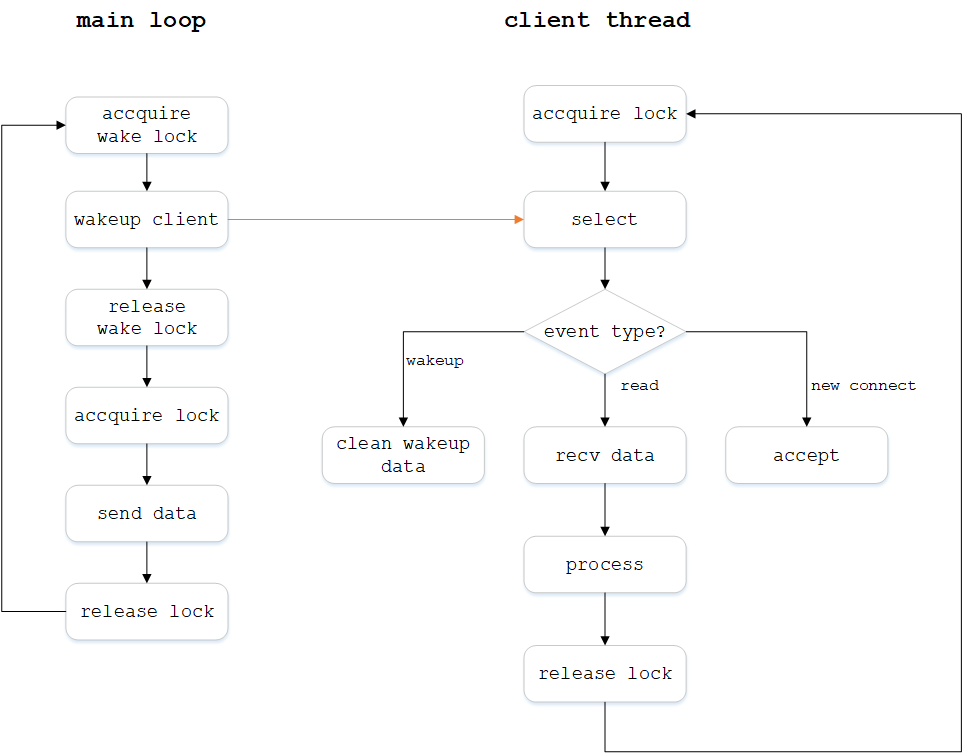 main loop
client thread
accquire
wake lock
wakeup client
release
wake lock
accquire lock
send data
release lock
accquire lock
select
event type?
wakeup
read
new connect
clean wakeup
data
recv data
accept
process
release lock